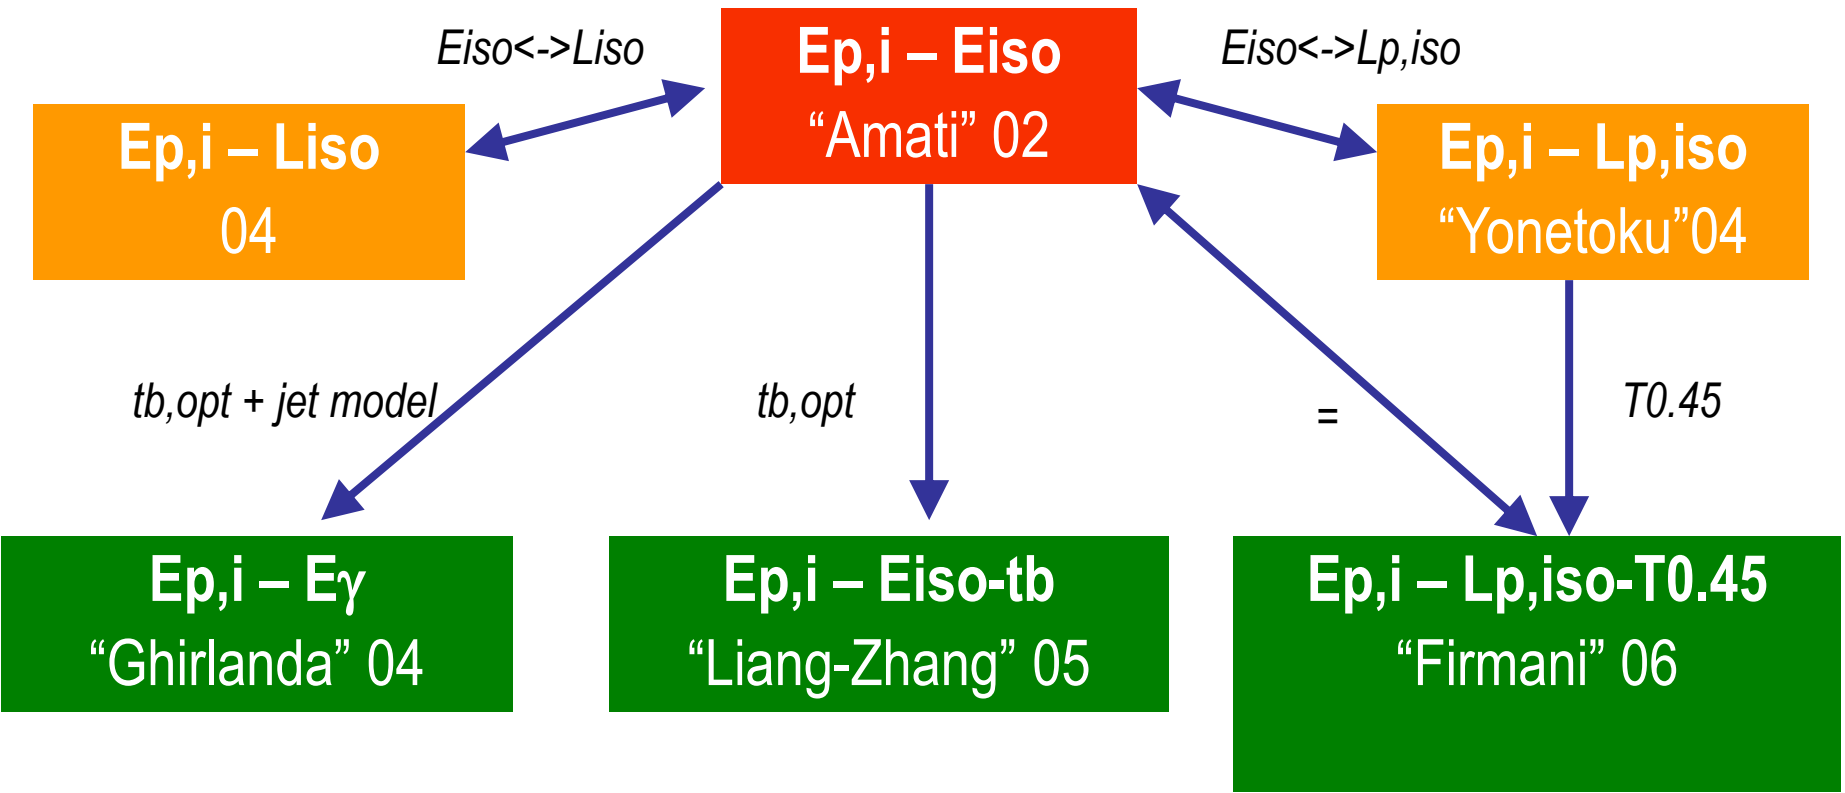 Eiso<->Liso
Ep,i – Eiso
“Amati” 02
Eiso<->Lp,iso
Ep,i – Liso
04
Ep,i – Lp,iso
“Yonetoku”04
tb,opt + jet model
tb,opt
=
T0.45
Ep,i – Eγ
“Ghirlanda” 04
Ep,i – Eiso-tb
“Liang-Zhang” 05
Ep,i – Lp,iso-T0.45
“Firmani” 06